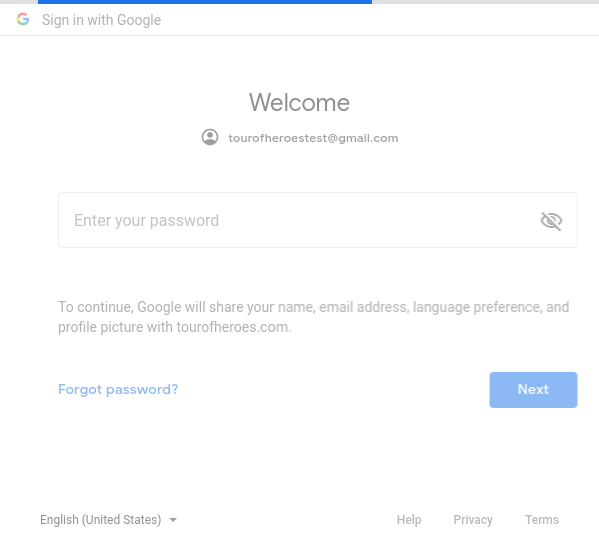 Sign in with Google
Welcome
tourofheroestest@gmail.com
Enter your password
To continue, Google will share your name, email address, language preference, and
profile picture with tourofheroes.com.
Forgot password?
Next
English (United States)
Help
Privacy
Terms